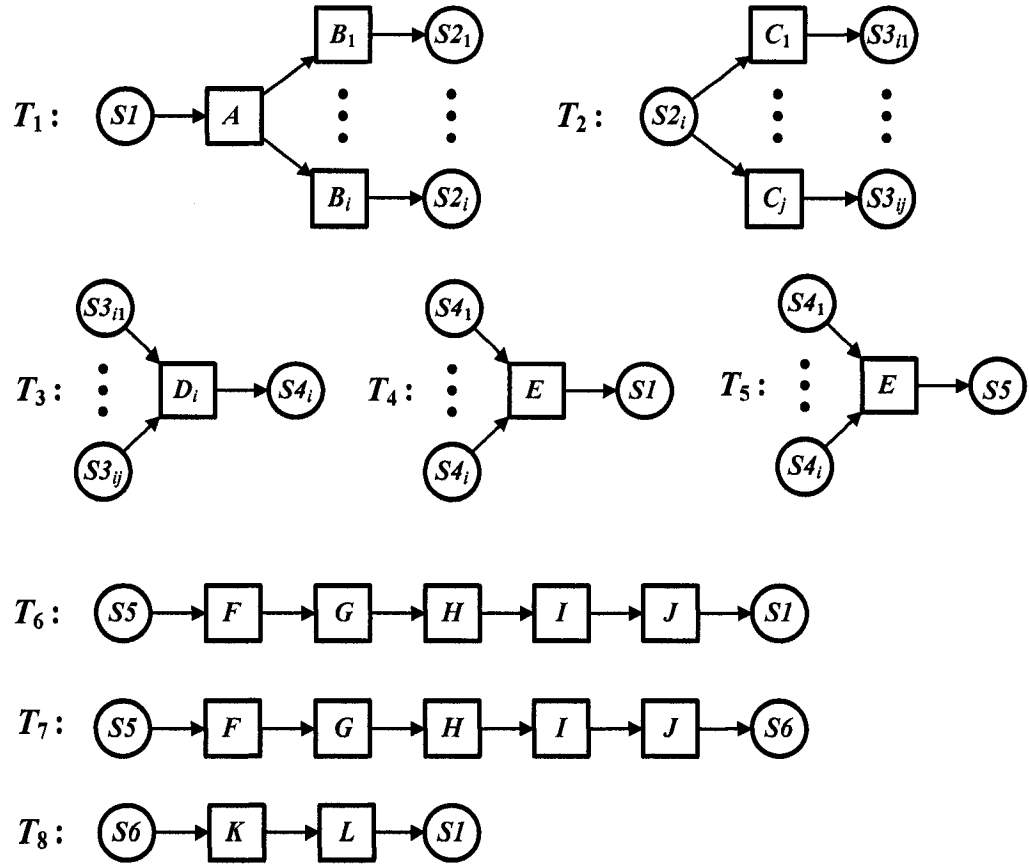 B₁ S2₁ C₁ S3ᵢ₁
T₁: S1 A T₂: S2ᵢ
Bᵢ S2ᵢ Cⱼ S3ᵢⱼ
S3ᵢ₁ S4₁ S4₁
T₃: Dᵢ S4ᵢ T₄: E S1 T₅: E S5
S3ᵢⱼ S4ᵢ S4ᵢ
T₆: S5 F G H I J S1
T₇: S5 F G H I J S6
T₈: S6 K L S1